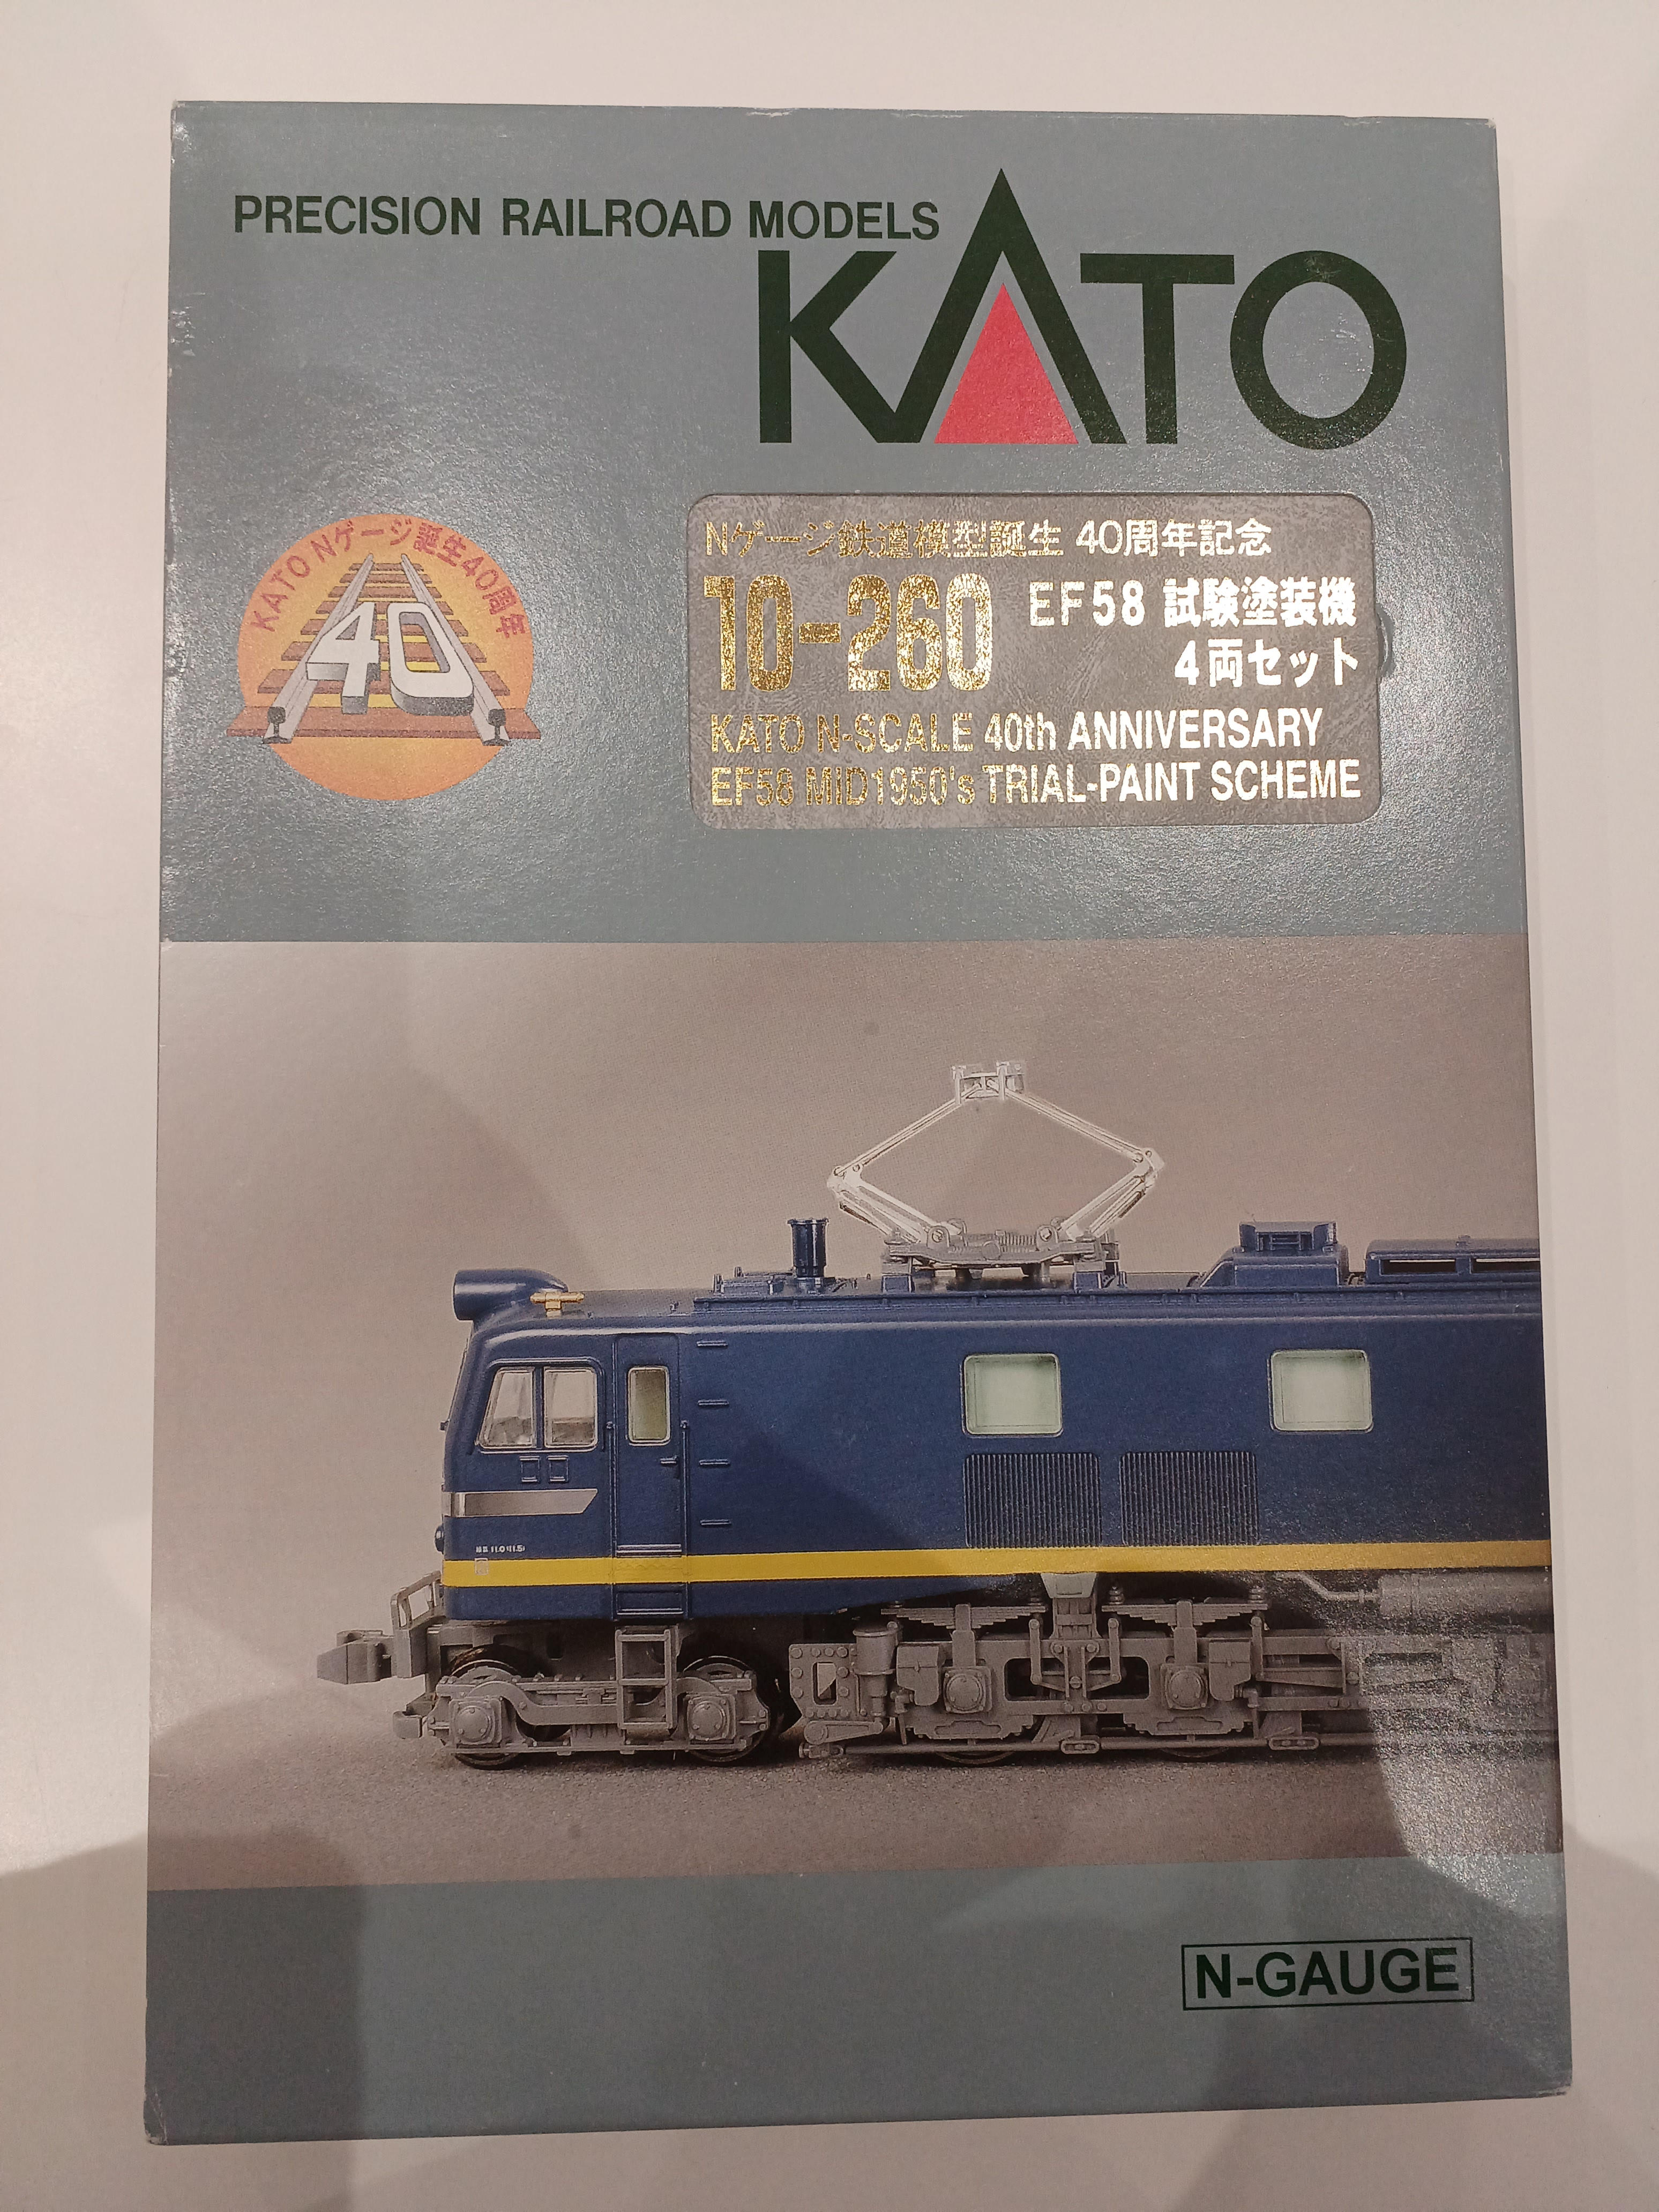 PRECISION RAILROAD MODELS
KATO
KATO Nゲージ誕生40周年
40
Nゲージ鉄道模型誕生 40周年記念
10-260
EF58 試験塗装機
4両セット
KATO N-SCALE 40th ANNIVERSARY
EF58 MID1950's TRIAL-PAINT SCHEME
N-GAUGE